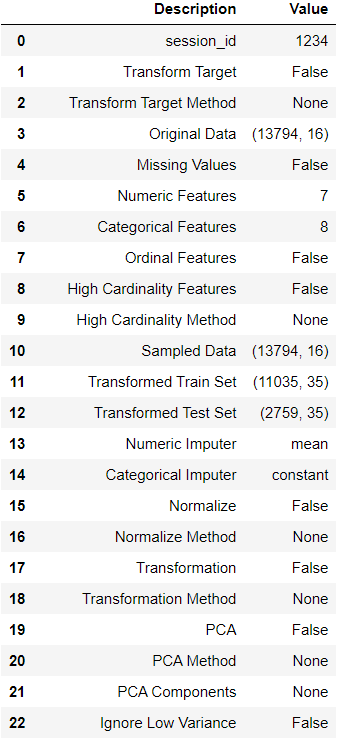 Description Value
0 session_id 1234
1 Transform Target False
2 Transform Target Method None
3 Original Data (13794, 16)
4 Missing Values False
5 Numeric Features 7
6 Categorical Features 8
7 Ordinal Features False
8 High Cardinality Features False
9 High Cardinality Method None
10 Sampled Data (13794, 16)
11 Transformed Train Set (11035, 35)
12 Transformed Test Set (2759, 35)
13 Numeric Imputer mean
14 Categorical Imputer constant
15 Normalize False
16 Normalize Method None
17 Transformation False
18 Transformation Method None
19 PCA False
20 PCA Method None
21 PCA Components None
22 Ignore Low Variance False